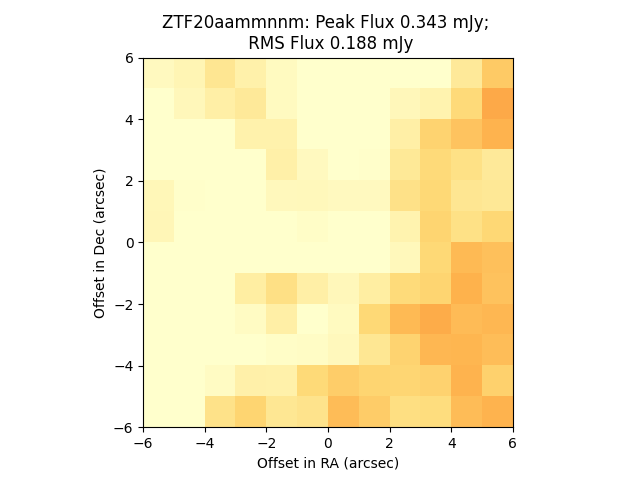 ZTF20aammnnm: Peak Flux 0.343 mJy;
RMS Flux 0.188 mJy
6
4
2
0
−2
−4
−6
Offset in Dec (arcsec)
−6 −4 −2 0 2 4 6
Offset in RA (arcsec)